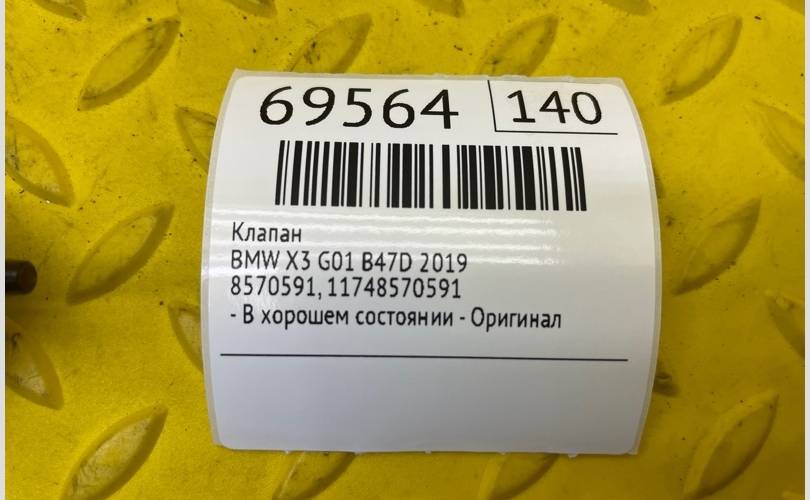 69564 140
Клапан
BMW X3 G01 B47D 2019
8570591, 11748570591
- В хорошем состоянии - Оригинал